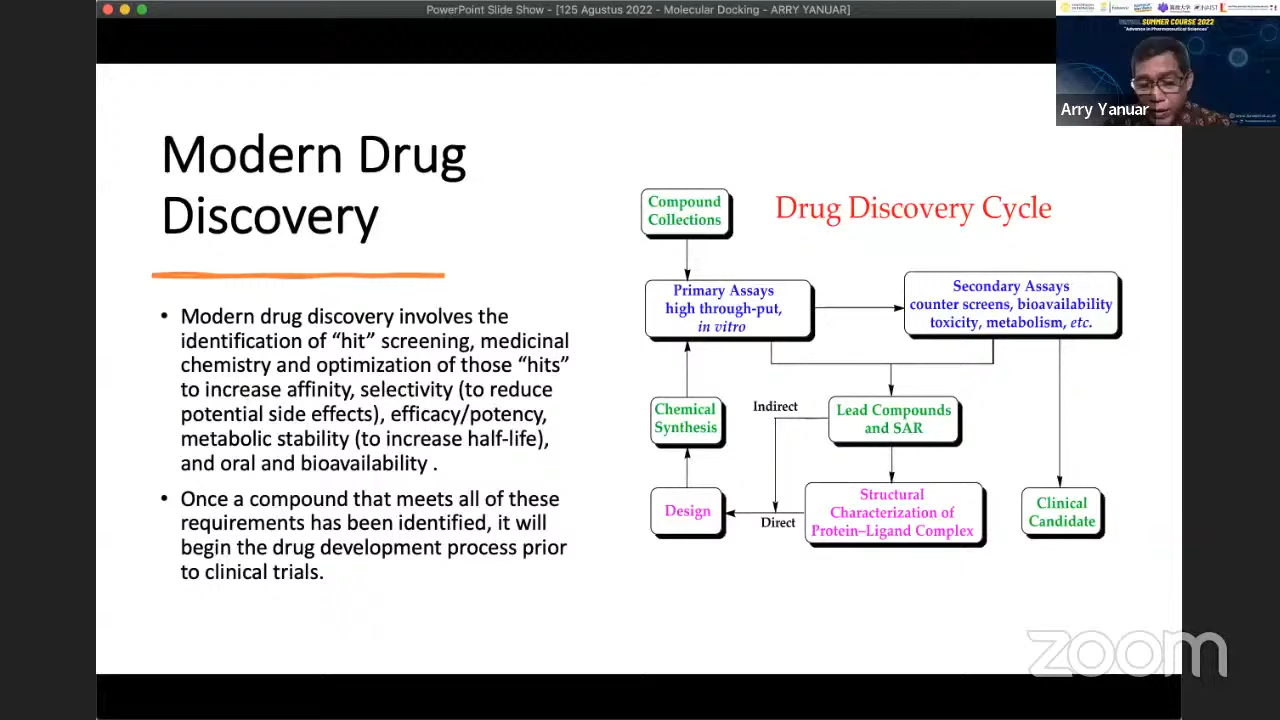 PowerPoint Slide Show - [125 Agustus 2022 - Molecular Docking - ARRY YANUAR]
SUMMER COURSE 2022
"Advance in Pharmaceutical Sciences"
Arry Yanuar
Modern Drug
Discovery
• Modern drug discovery involves the
identification of “hit” screening, medicinal
chemistry and optimization of those “hits”
to increase affinity, selectivity (to reduce
potential side effects), efficacy/potency,
metabolic stability (to increase half-life),
and oral and bioavailability .
• Once a compound that meets all of these
requirements has been identified, it will
begin the drug development process prior
to clinical trials.
Drug Discovery Cycle
Compound
Collections
Primary Assays
high through-put,
in vitro
Secondary Assays
counter screens, bioavailability
toxicity, metabolism, etc.
Chemical
Synthesis
Indirect
Lead Compounds
and SAR
Design
Direct
Structural
Characterization of
Protein–Ligand Complex
Clinical
Candidate
zoom